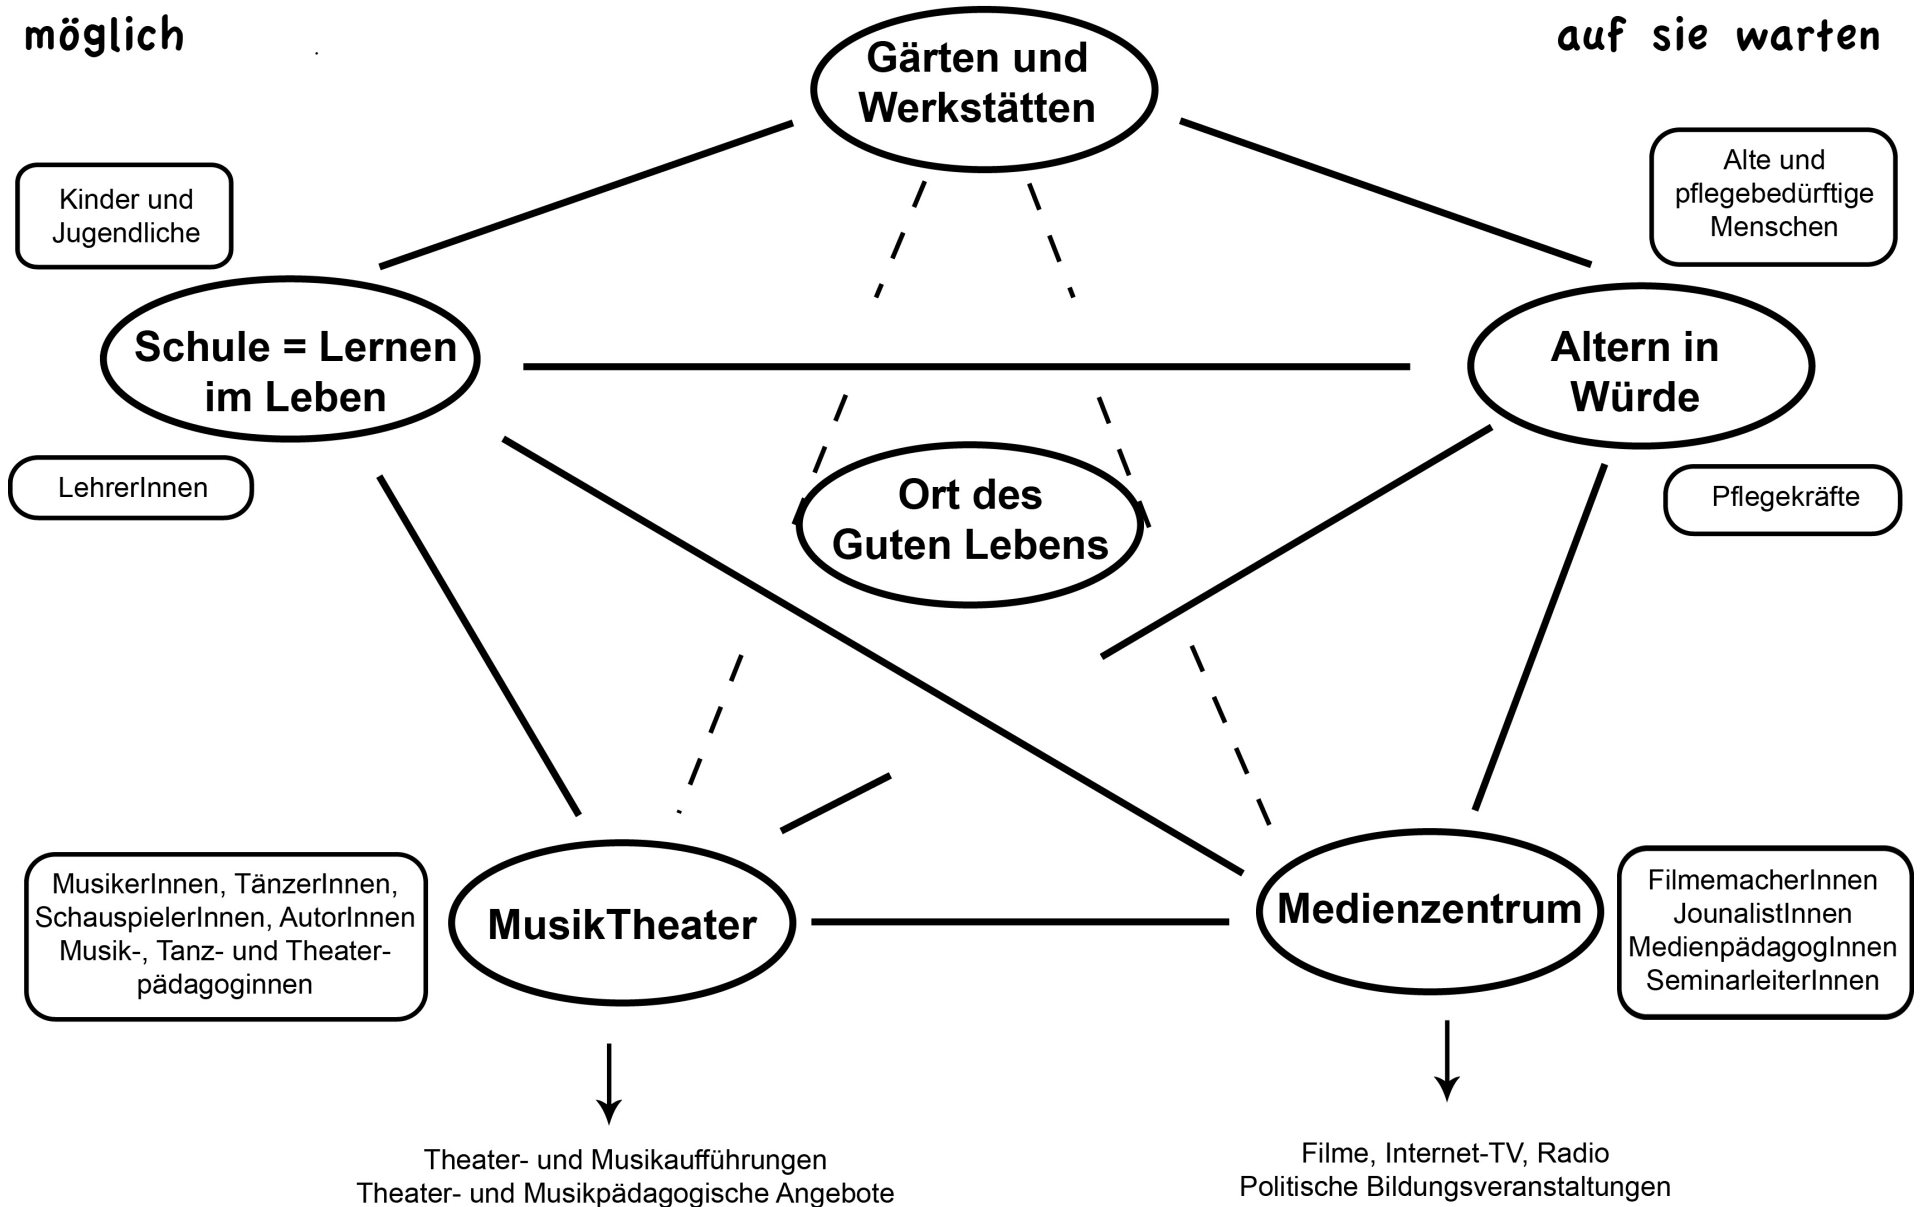 möglich
auf sie warten
Gärten und
Werkstätten
Kinder und
Jugendliche
Alte und
pflegebedürftige
Menschen
Schule = Lernen
im Leben
Altern in
Würde
LehrerInnen
Pflegekräfte
Ort des
Guten Lebens
MusikerInnen, TänzerInnen,
SchauspielerInnen, AutorInnen
Musik-, Tanz- und Theater-
pädagoginnen
MusikTheater
Medienzentrum
FilmemacherInnen
JounalistInnen
MedienpädagogInnen
SeminarleiterInnen
Theater- und Musikaufführungen
Theater- und Musikpädagogische Angebote
Filme, Internet-TV, Radio
Politische Bildungsveranstaltungen